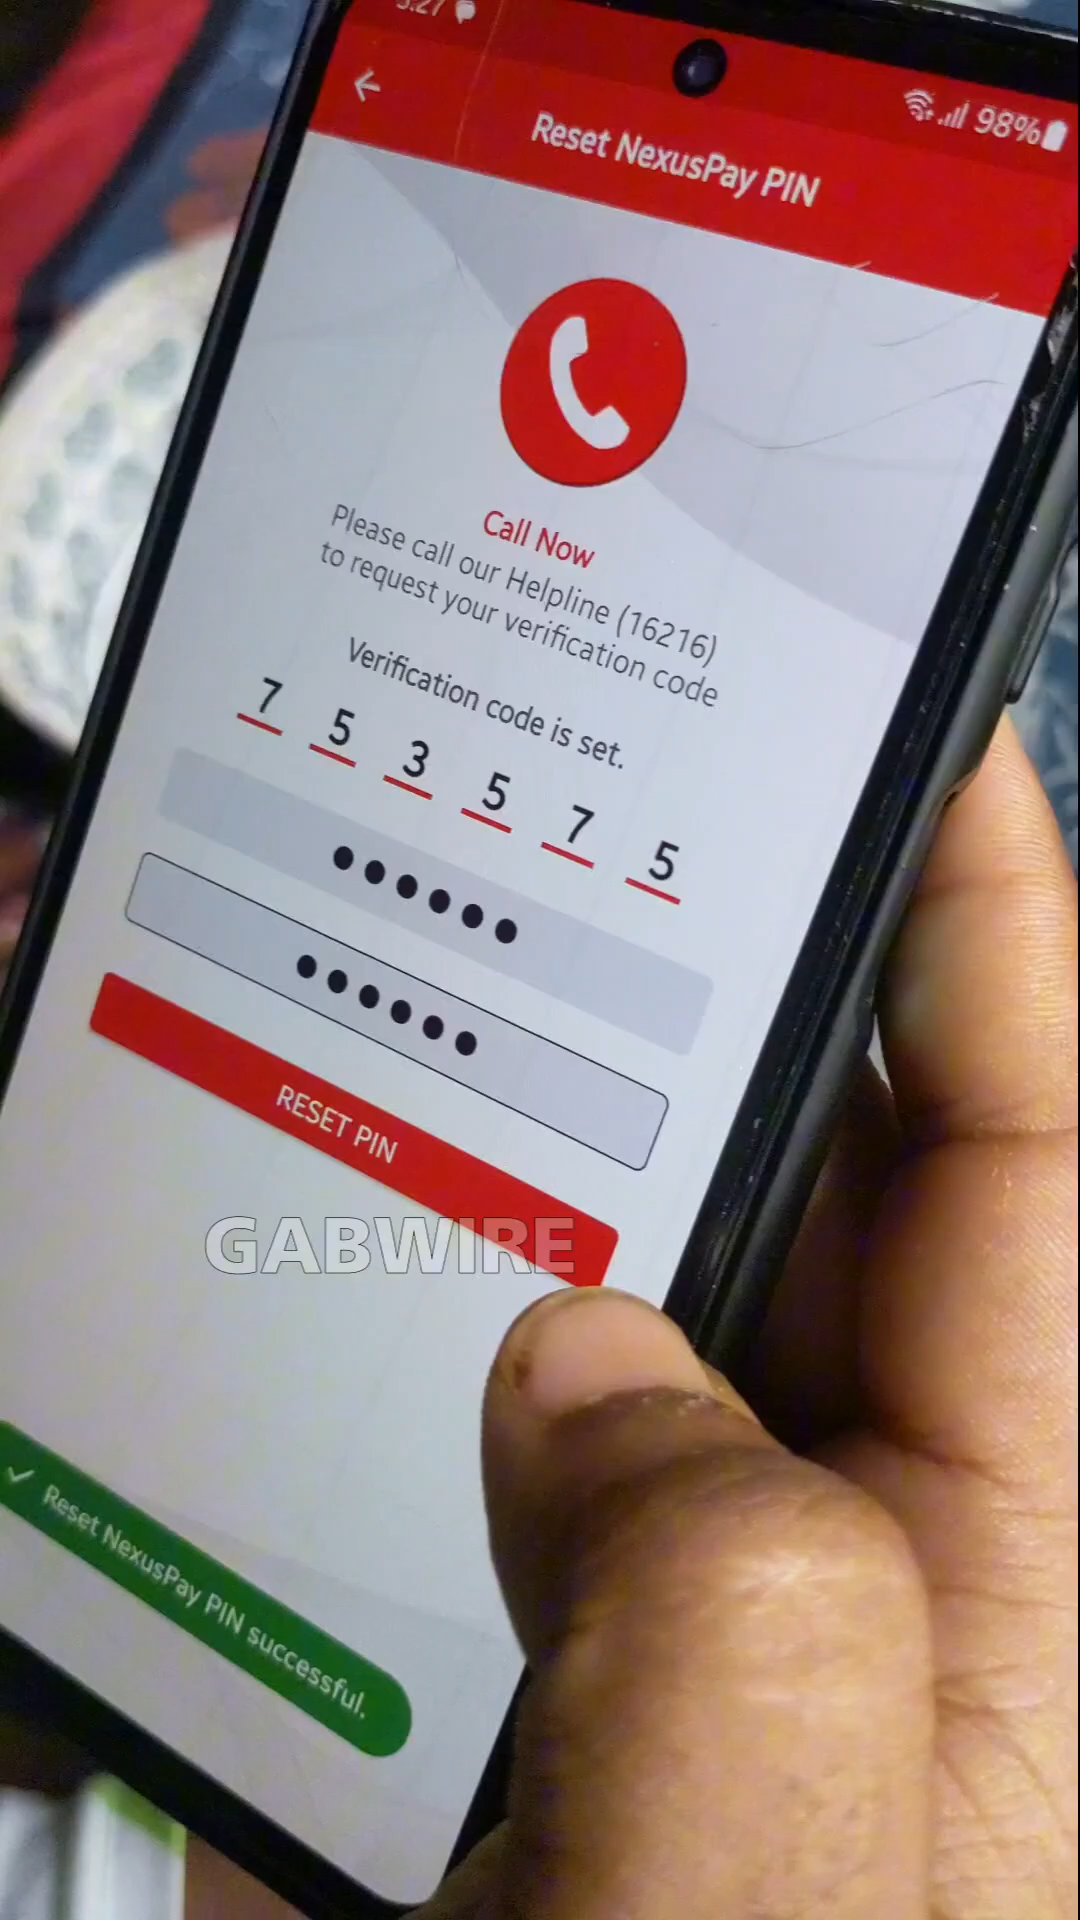 98%
Reset NexusPay PIN
Call Now
Please call our Helpline (16216)
to request your verification code
Verification code is set.
7 5 3 5 7 5
RESET PIN
GABWIRE
Reset NexusPay PIN successful.